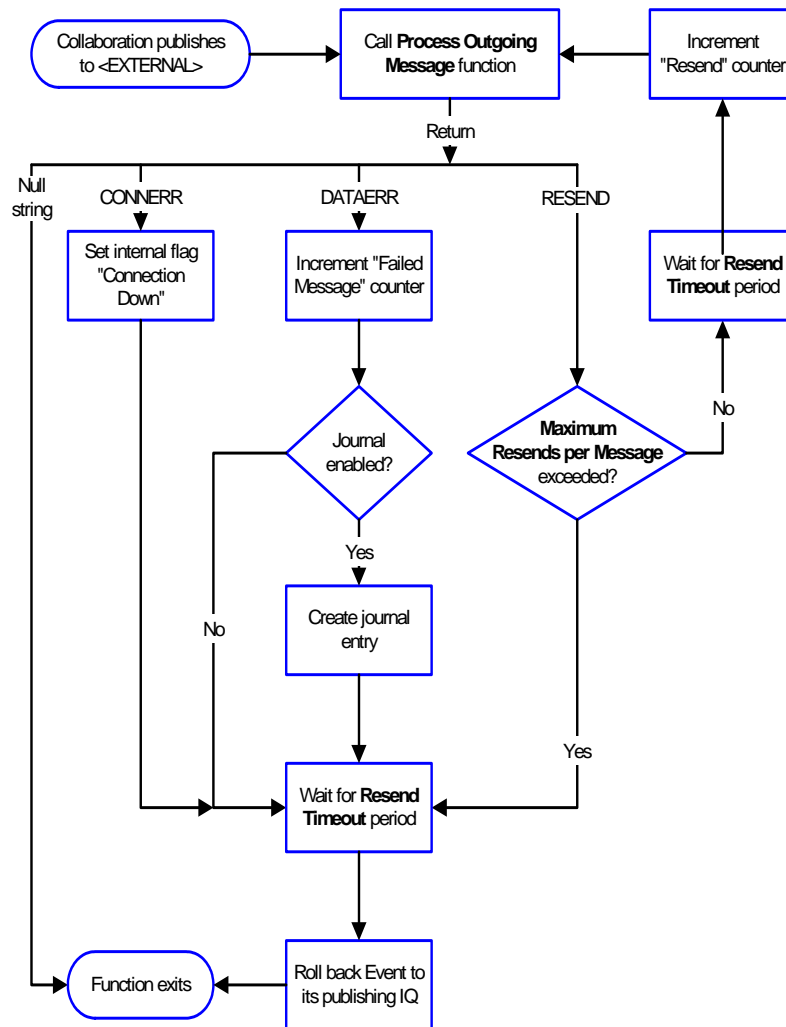 Collaboration publishes
to <EXTERNAL>
Call Process Outgoing
Message function
Increment
"Resend" counter
Return
Null
string
CONNERR
DATAERR
RESEND
Set internal flag
"Connection
Down"
Increment "Failed
Message" counter
Wait for Resend
Timeout period
Journal
enabled?
Maximum
Resends per Message
exceeded?
No
Yes
No
Create journal
entry
Yes
Wait for Resend
Timeout period
Function exits
Roll back Event to
its publishing IQ